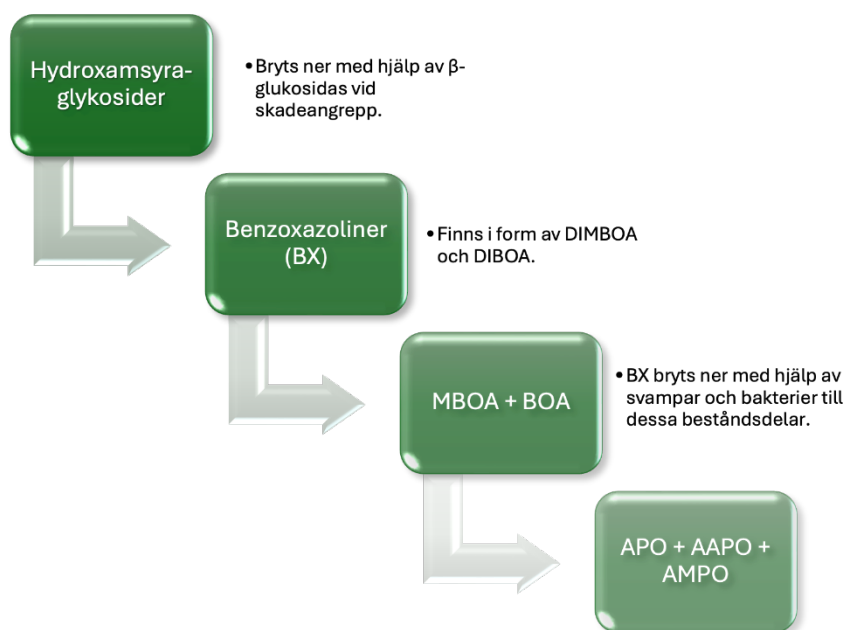 Hydroxamsyra-
glykosider
• Bryts ner med hjälp av β-
glukosidas vid
skadeangrepp.
Benzoxazoliner
(BX)
• Finns i form av DIMBOA
och DIBOA.
MBOA + BOA
• BX bryts ner med hjälp av
svampar och bakterier till
dessa beståndsdelar.
APO + AAPO +
AMPO